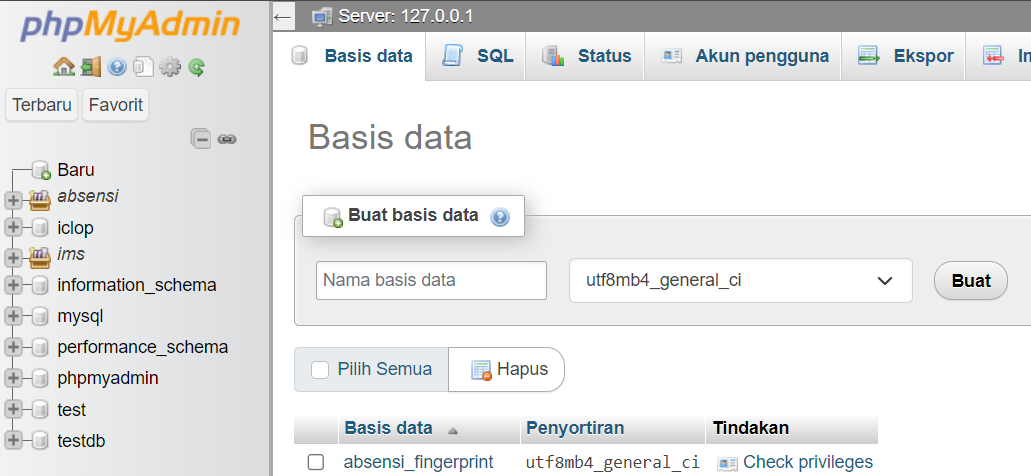 phpMyAdmin
Terbaru Favorit
Baru
absensi
iclop
ims
information_schema
mysql
performance_schema
phpmyadmin
test
testdb
Server: 127.0.0.1
Basis data SQL Status Akun pengguna Ekspor
Basis data
Buat basis data
Nama basis data utf8mb4_general_ci Buat
Pilih Semua Hapus
Basis data Penyortiran Tindakan
absensi_fingerprint utf8mb4_general_ci Check privileges